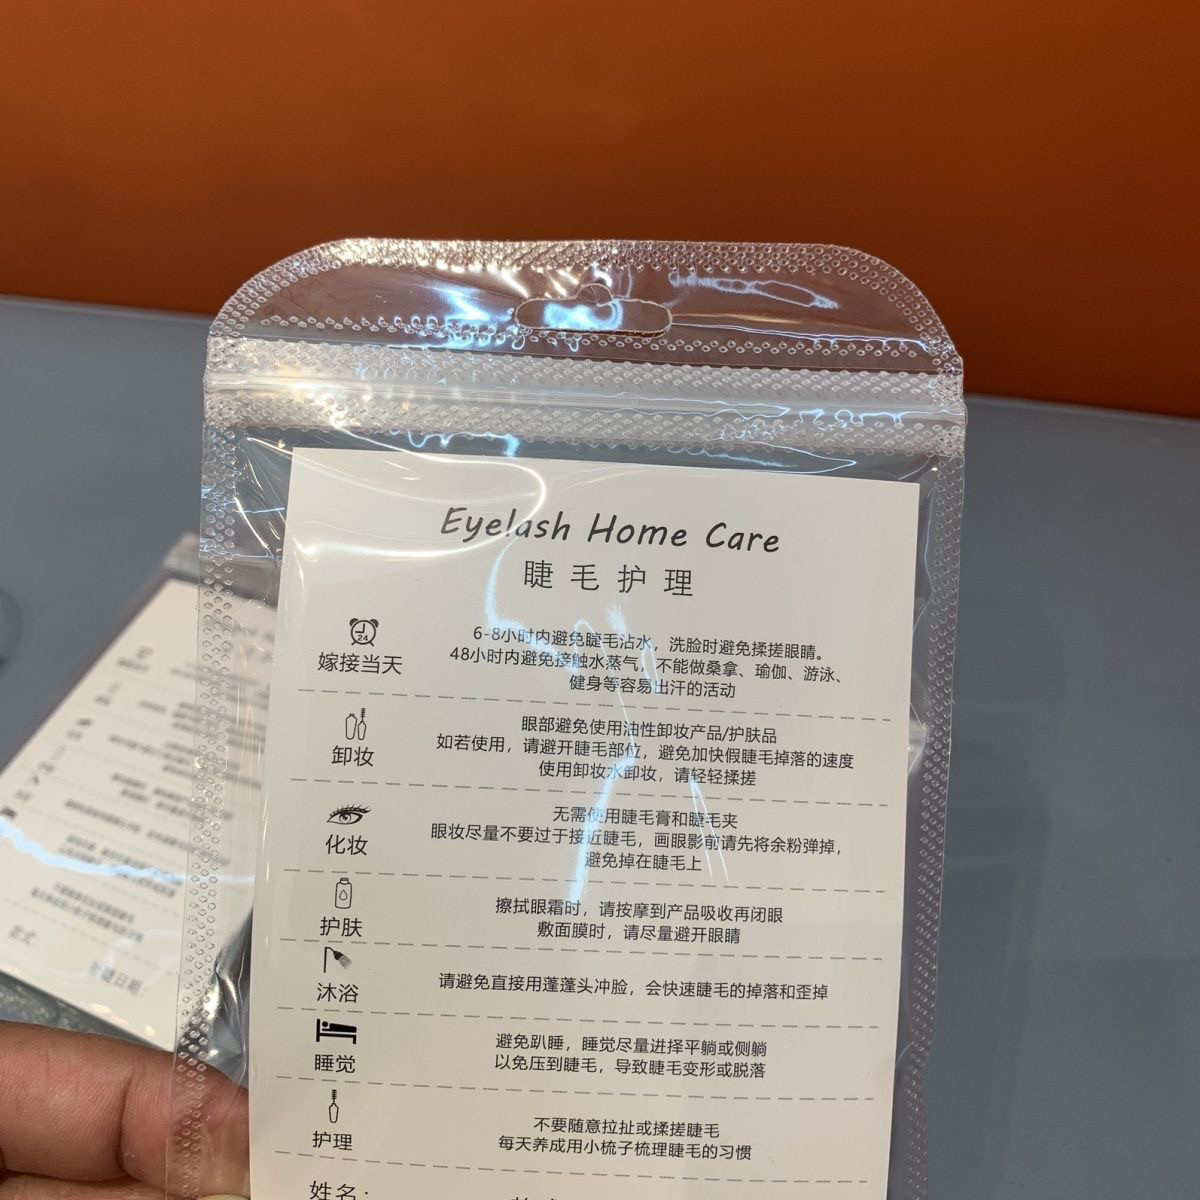 Eyelash Home Care
睫毛护理
24
嫁接当天
6-8小时内避免睫毛沾水，洗脸时避免揉搓眼睛。
48小时内避免接触水蒸气，不能做桑拿、瑜伽、游泳、
健身等容易出汗的活动
卸妆
眼部避免使用油性卸妆产品/护肤品
如若使用，请避开睫毛部位，避免加快假睫毛掉落的速度
使用卸妆水卸妆，请轻轻揉搓
化妆
无需使用睫毛膏和睫毛夹
眼妆尽量不要过于接近睫毛，画眼影前请先将余粉弹掉，
避免掉在睫毛上
护肤
擦拭眼霜时，请按摩到产品吸收再闭眼
敷面膜时，请尽量避开眼睛
沐浴
请避免直接用蓬蓬头冲脸，会快速睫毛的掉落和歪掉
睡觉
避免趴睡，睡觉尽量进择平躺或侧躺
以免压到睫毛，导致睫毛变形或脱落
护理
不要随意拉扯或揉搓睫毛
每天养成用小梳子梳理睫毛的习惯
姓名：
款式：